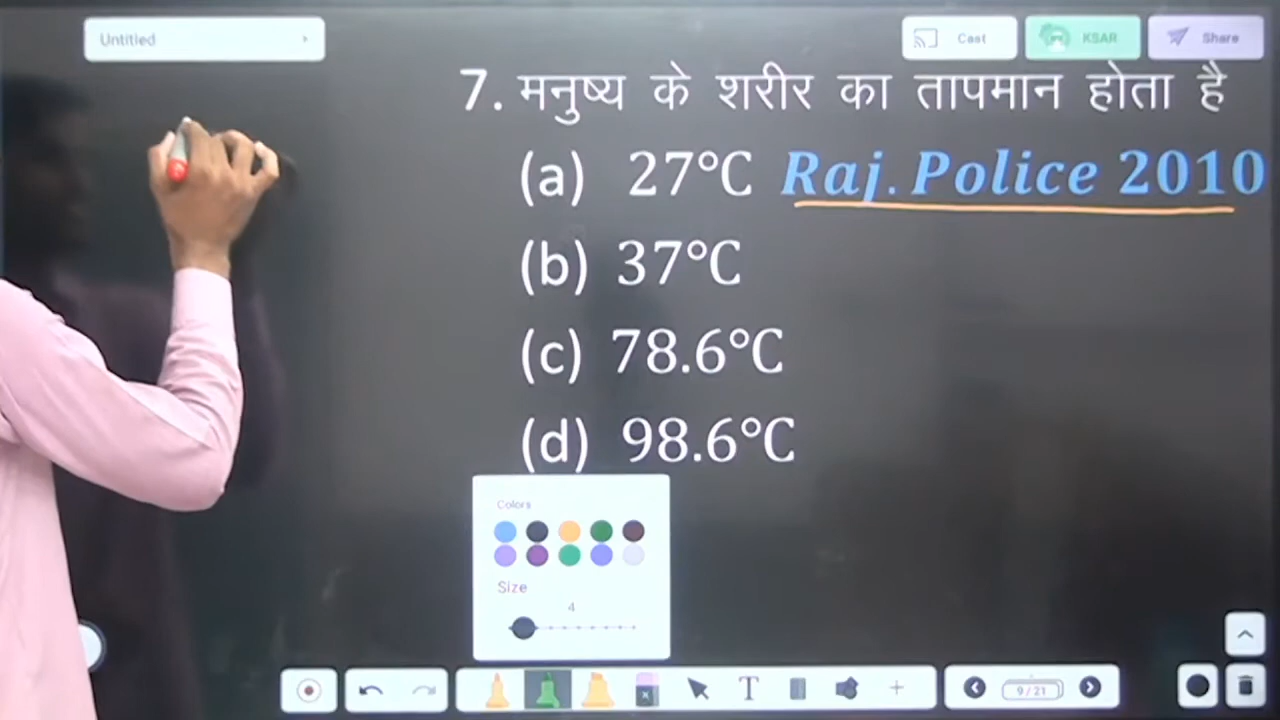 Untitled
Cast
KSAR
Share
7. मनुष्य के शरीर का तापमान होता है
(a) 27°C Raj. Police 2010
(b) 37°C
(c) 78.6°C
(d) 98.6°C
Colors
Size
4
T
9/21